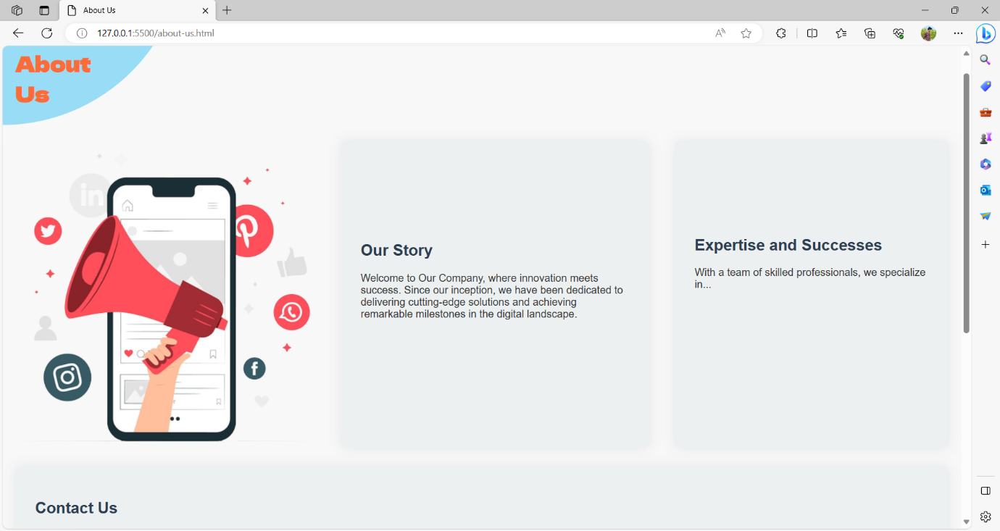 About Us
127.0.0.1:5500/about-us.html
About
Us
in
Our Story
Welcome to Our Company, where innovation meets
success. Since our inception, we have been dedicated to
delivering cutting-edge solutions and achieving
remarkable milestones in the digital landscape.
Expertise and Successes
With a team of skilled professionals, we specialize
in...
Contact Us